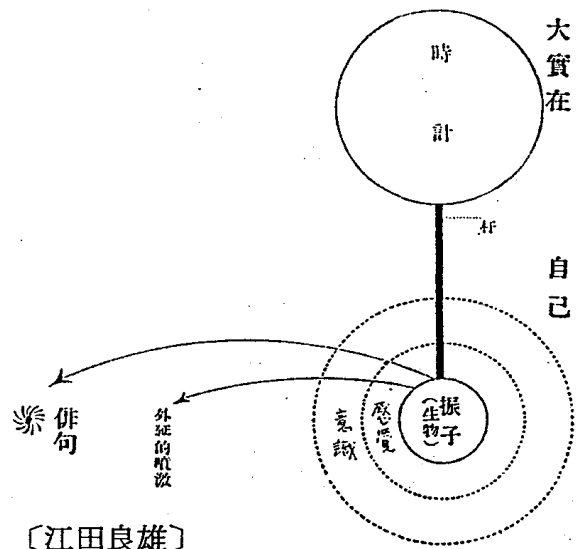 大實在
時計
杆
自己
振子
(生物)
感覺
意識
外延的噴激
俳句
〔江田良雄〕